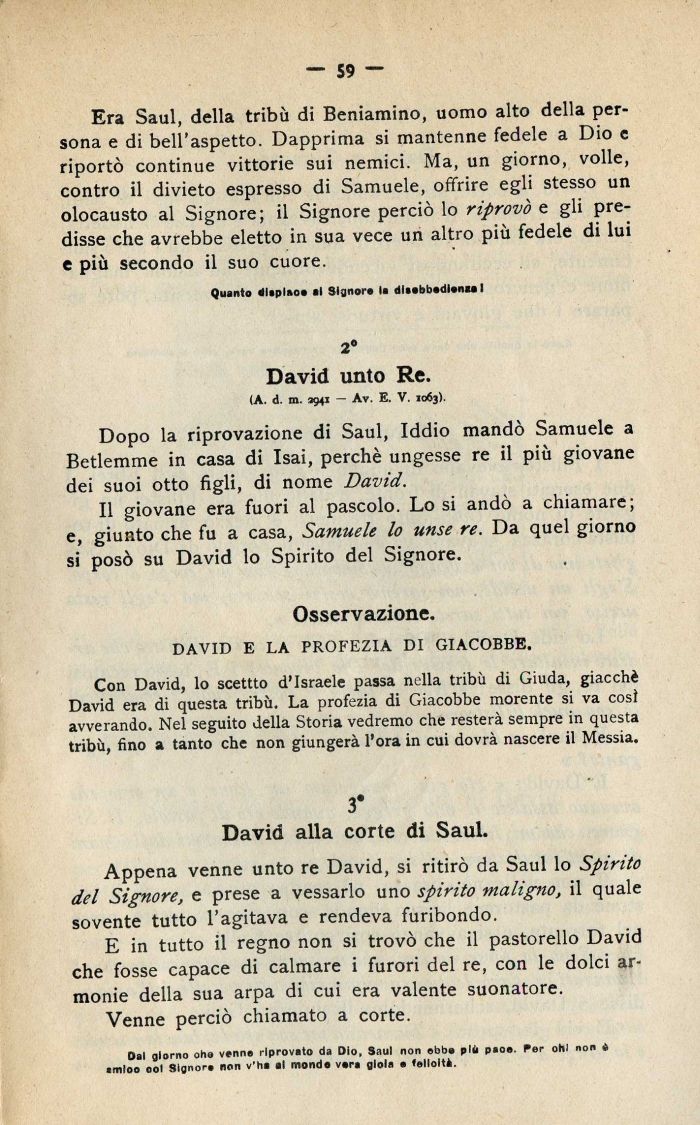 — 59 —
Era Saul, della tribù di Beniamino, uomo alto della per-
sona e di bell'aspetto. Dapprima si mantenne fedele a Dio e
riportò continue vittorie sui nemici. Ma, un giorno, volle,
contro il divieto espresso di Samuele, offrire egli stesso un
olocausto al Signore; il Signore perciò lo riprovò e gli pre-
disse che avrebbe eletto in sua vece un altro più fedele di lui
e più secondo il suo cuore.
Quanto displace al Signore la disebbedienza!
2°
David unto Re.
(A. d. m. 2941 — Av. E. V. 1063).
Dopo la riprovazione di Saul, Iddio mandò Samuele a
Betlemme in casa di Isai, perchè ungesse re il più giovane
dei suoi otto figli, di nome David.
Il giovane era fuori al pascolo. Lo si andò a chiamare;
e, giunto che fu a casa, Samuele lo unse re. Da quel giorno
si posò su David lo Spirito del Signore.
Osservazione.
DAVID E LA PROFEZIA DI GIACOBBE.
Con David, lo scettto d'Israele passa nella tribù di Giuda, giacchè
David era di questa tribù. La profezia di Giacobbe morente si va così
avverando. Nel seguito della Storia vedremo che resterà sempre in questa
tribù, fino a tanto che non giungerà l'ora in cui dovrà nascere il Messia.
3°
David alla corte di Saul.
Appena venne unto re David, si ritirò da Saul lo Spirito
del Signore, e prese a vessarlo uno spirito maligno, il quale
sovente tutto l'agitava e rendeva furibondo.
E in tutto il regno non si trovò che il pastorello David
che fosse capace di calmare i furori del re, con le dolci ar-
monie della sua arpa di cui era valente suonatore.
Venne perciò chiamato a corte.
Dal giorno che venne riprovato da Dio, Saul non ebbe più pace. Per chi non è
amico col Signore non v'ha al mondo vera gioia e felicità.